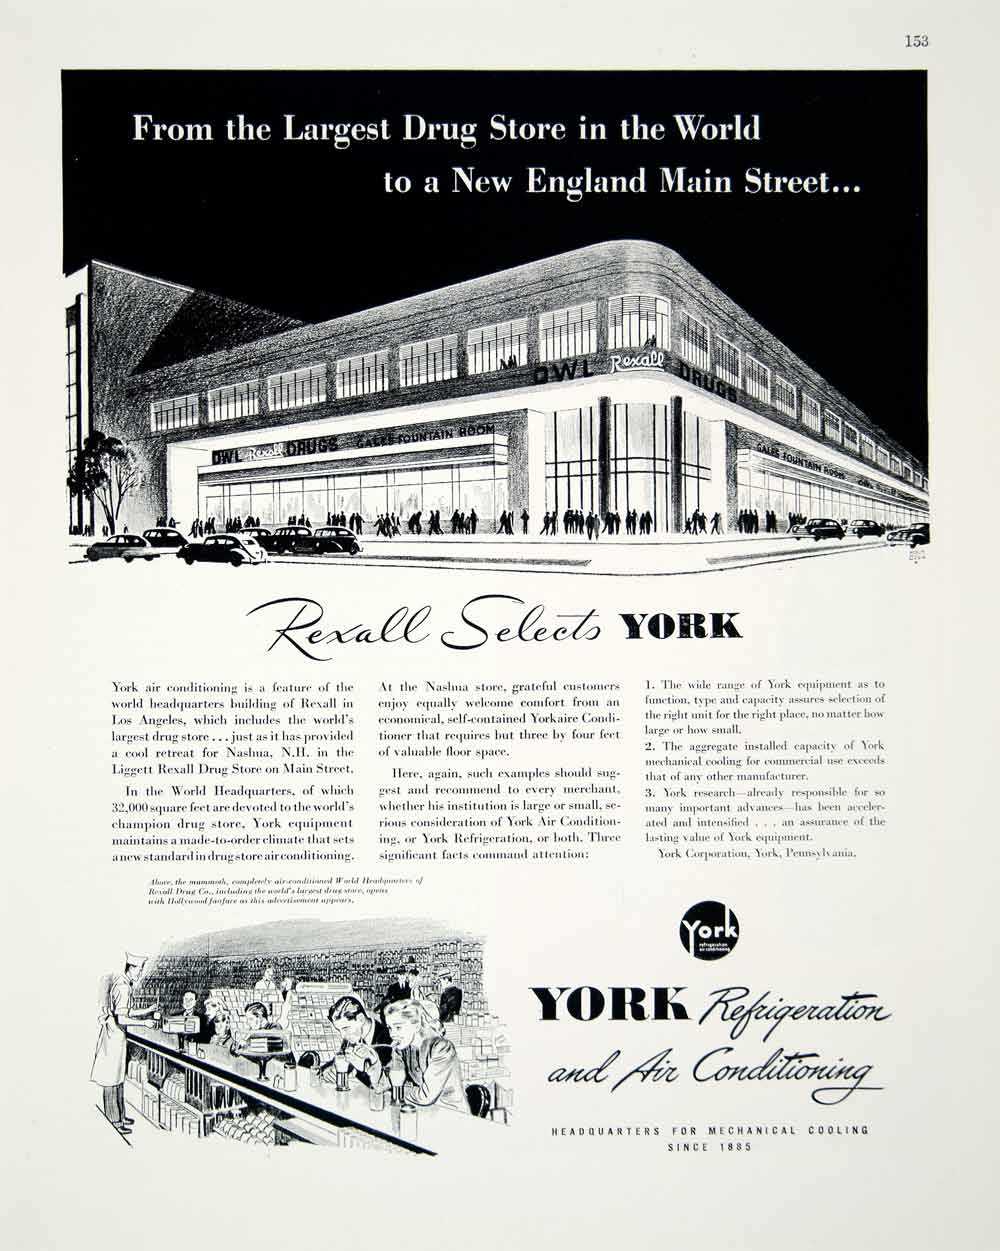 153
From the Largest Drug Store in the World
to a New England Main Street...
OWL Rexall DRUGS
OWL Rexall DRUGS GALES FOUNTAIN ROOM
GALES FOUNTAIN ROOM
Rexall Selects YORK
York air conditioning is a feature of the
world headquarters building of Rexall in
Los Angeles, which includes the world's
largest drug store . . . just as it has provided
a cool retreat for Nashua, N.H. in the
Liggett Rexall Drug Store on Main Street.
In the World Headquarters, of which
32,000 square feet are devoted to the world's
champion drug store, York equipment
maintains a made-to-order climate that sets
a new standard in drug store air conditioning.
At the Nashua store, grateful customers
enjoy equally welcome comfort from an
economical, self-contained Yorkaire Condi-
tioner that requires but three by four feet
of valuable floor space.
Here, again, such examples should sug-
gest and recommend to every merchant,
whether his institution is large or small, se-
rious consideration of York Air Condition-
ing, or York Refrigeration, or both. Three
significant facts command attention:
1. The wide range of York equipment as to
function, type and capacity assures selection of
the right unit for the right place, no matter how
large or how small.
2. The aggregate installed capacity of York
mechanical cooling for commercial use exceeds
that of any other manufacturer.
3. York research—already responsible for so
many important advances—has been acceler-
ated and intensified . . . an assurance of the
lasting value of York equipment.
York Corporation, York, Pennsylvania.
Above, the mammoth, completely air-conditioned World Headquarters of
Rexall Drug Co., including the world's largest drug store, opens
with Hollywood fanfare as this advertisement appears.
York
refrigeration
air conditioning
YORK Refrigeration
and Air Conditioning
HEADQUARTERS FOR MECHANICAL COOLING
SINCE 1885